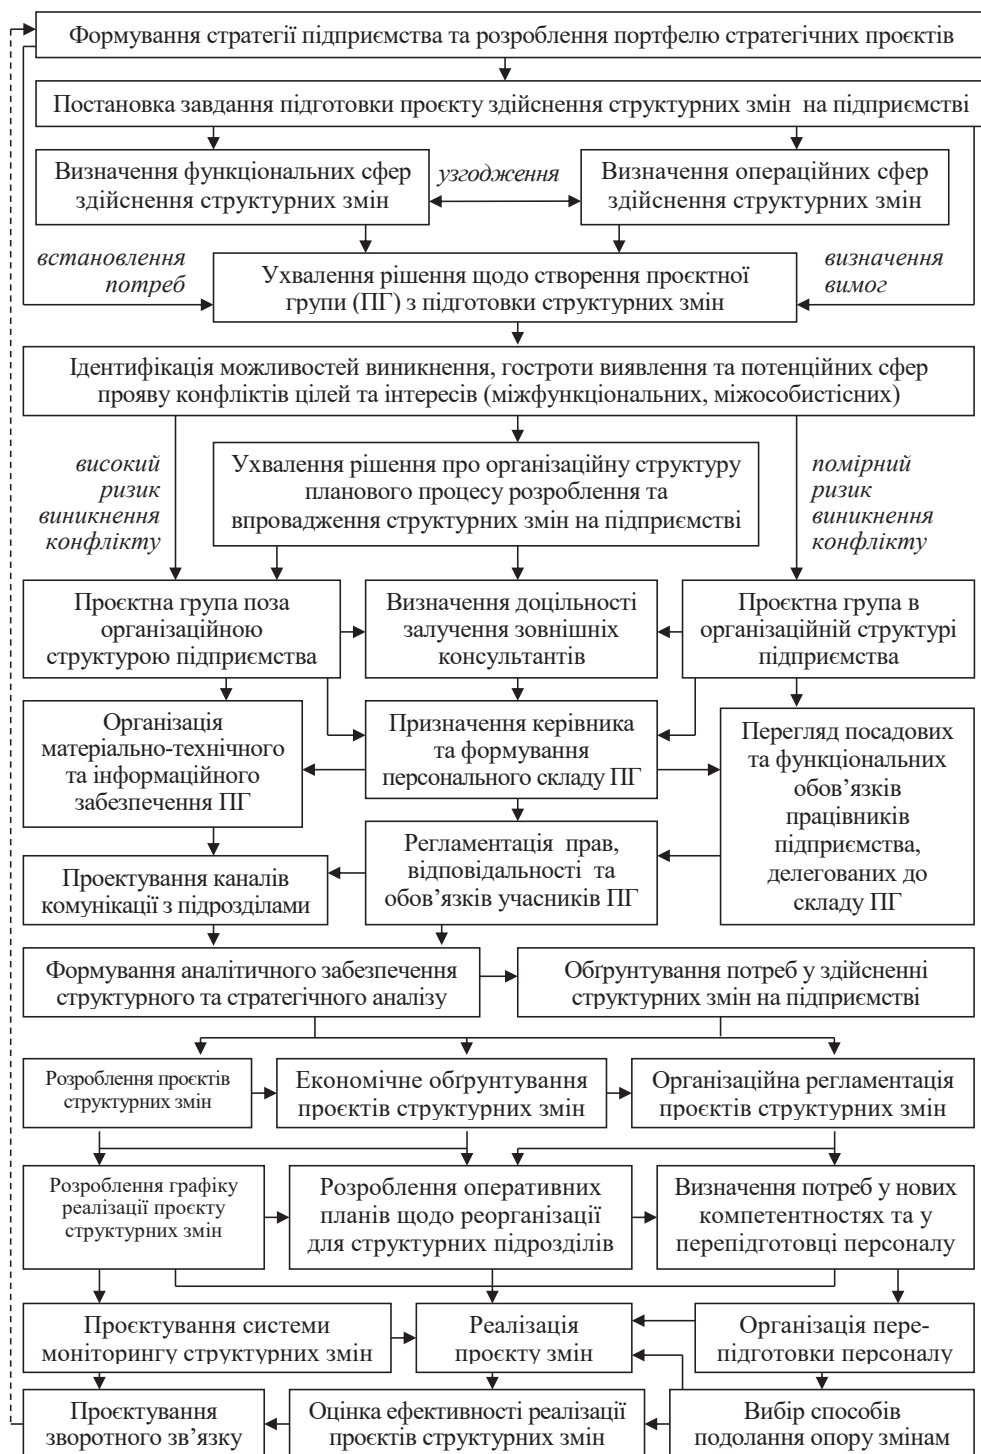 Формування стратегії підприємства та розроблення портфелю стратегічних проєктів
Постановка завдання підготовки проєкту здійснення структурних змін на підприємстві
Визначення функціональних сфер
здійснення структурних змін
узгодження
Визначення операційних сфер
здійснення структурних змін
встановлення
потреб
Ухвалення рішення щодо створення проєктної
групи (ПГ) з підготовки структурних змін
визначення
вимог
Ідентифікація можливостей виникнення, гостроти виявлення та потенційних сфер
прояву конфліктів цілей та інтересів (міжфункціональних, міжособистісних)
високий
ризик
виникнення
конфлікту
Ухвалення рішення про організаційну структуру
планового процесу розроблення та
впровадження структурних змін на підприємстві
помірний
ризик
виникнення
конфлікту
Проєктна група поза
організаційною
структурою підприємства
Визначення доцільності
залучення зовнішніх
консультантів
Проєктна група в
організаційній структурі
підприємства
Організація
матеріально-технічного
та інформаційного
забезпечення ПГ
Призначення керівника
та формування
персонального складу ПГ
Перегляд посадових
та функціональних
обов’язків
працівників
підприємства,
делегованих до
складу ПГ
Проектування каналів
комунікації з підрозділами
Регламентація прав,
відповідальності та
обов’язків учасників ПГ
Формування аналітичного забезпечення
структурного та стратегічного аналізу
Обґрунтування потреб у здійсненні
структурних змін на підприємстві
Розроблення проєктів
структурних змін
Економічне обґрунтування
проєктів структурних змін
Організаційна регламентація
проєктів структурних змін
Розроблення графіку
реалізації проєкту
структурних змін
Розроблення оперативних
планів щодо реорганізації
для структурних підрозділів
Визначення потреб у нових
компетентностях та у
перепідготовці персоналу
Проєктування системи
моніторингу структурних змін
Реалізація
проєкту змін
Організація пере-
підготовки персоналу
Проєктування
зворотного зв’язку
Оцінка ефективності реалізації
проєктів структурних змін
Вибір способів
подолання опору змінам